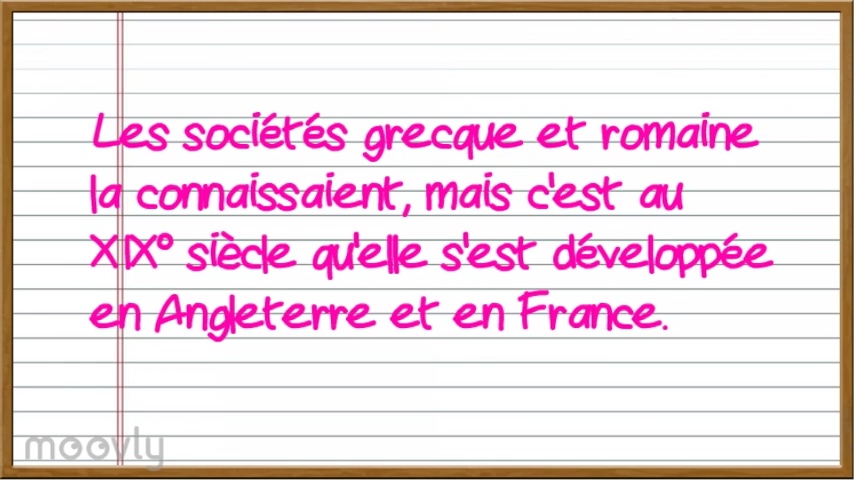 Les sociétés grecque et romaine
la connaissaient, mais c'est au
XIX° siècle qu'elle s'est développée
en Angleterre et en France.
moovly